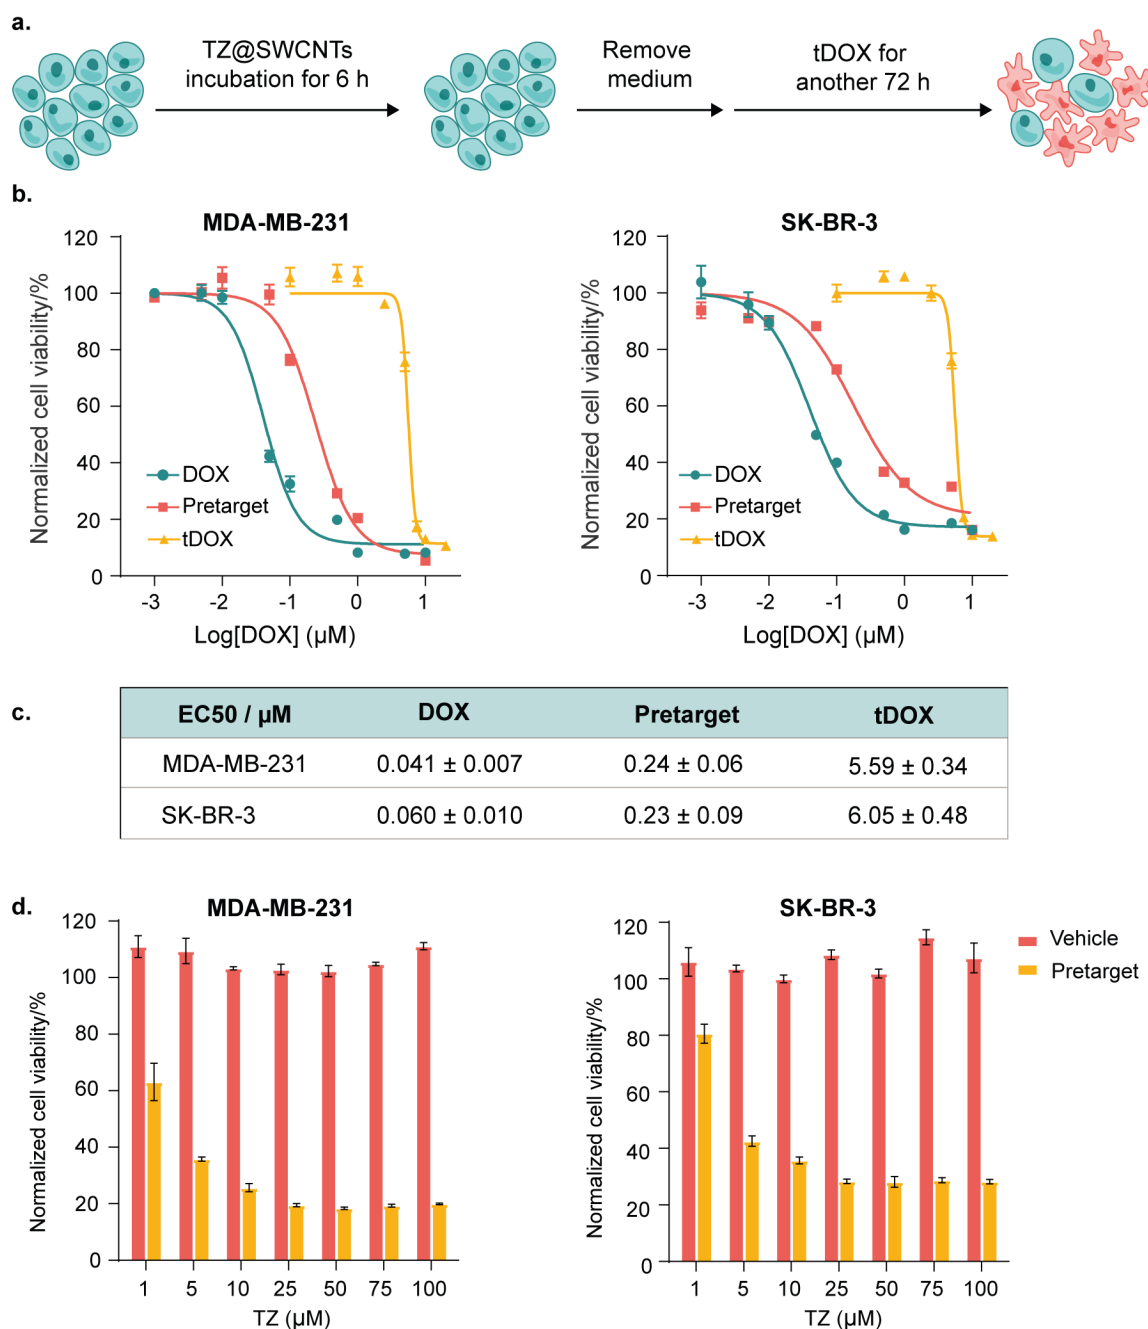 a.
TZ@SWCNTs
incubation for 6 h
Remove
medium
tDOX for
another 72 h
b.
MDA-MB-231
120
100
80
60
40
20
0
Normalized cell viability/%
DOX
Pretarget
tDOX
-3 -2 -1 0 1
Log[DOX] (μM)
SK-BR-3
120
100
80
60
40
20
0
Normalized cell viability/%
DOX
Pretarget
tDOX
-3 -2 -1 0 1
Log[DOX] (μM)
c.
EC50 / μM DOX Pretarget tDOX
MDA-MB-231 0.041 ± 0.007 0.24 ± 0.06 5.59 ± 0.34
SK-BR-3 0.060 ± 0.010 0.23 ± 0.09 6.05 ± 0.48
d.
MDA-MB-231
120
100
80
60
40
20
0
Normalized cell viability/%
1 5 10 25 50 75 100
TZ (μM)
SK-BR-3
120
100
80
60
40
20
0
Normalized cell viability/%
1 5 10 25 50 75 100
TZ (μM)
Vehicle
Pretarget